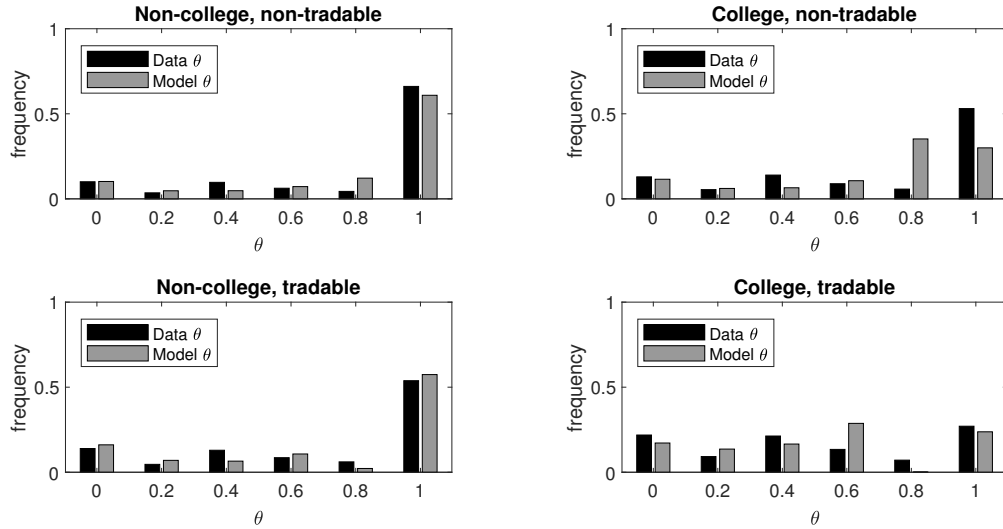 Non-college, non-tradable
1
Data θ
Model θ
frequency
0.5
0
0 0.2 0.4 0.6 0.8 1
θ
College, non-tradable
1
Data θ
Model θ
frequency
0.5
0
0 0.2 0.4 0.6 0.8 1
θ
Non-college, tradable
1
Data θ
Model θ
frequency
0.5
0
0 0.2 0.4 0.6 0.8 1
θ
College, tradable
1
Data θ
Model θ
frequency
0.5
0
0 0.2 0.4 0.6 0.8 1
θ